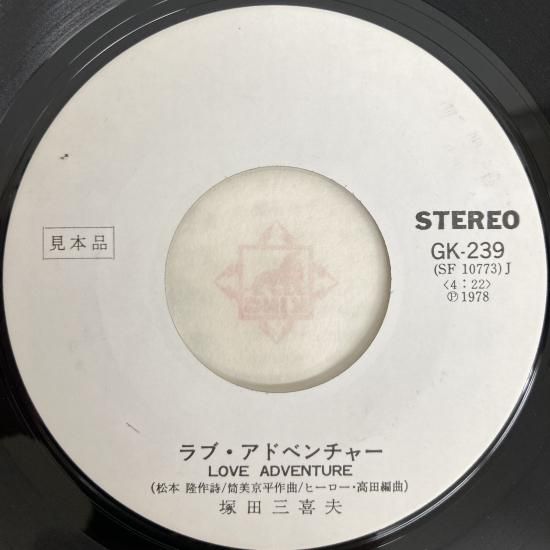 STEREO
見本品
GK-239
(SF 10773)J
〈4:22〉
Ⓟ1978
ラブ・アドベンチャー
LOVE ADVENTURE
(松本 隆作詩/筒美京平作曲/ヒーロー・高田編曲)
塚田三喜夫